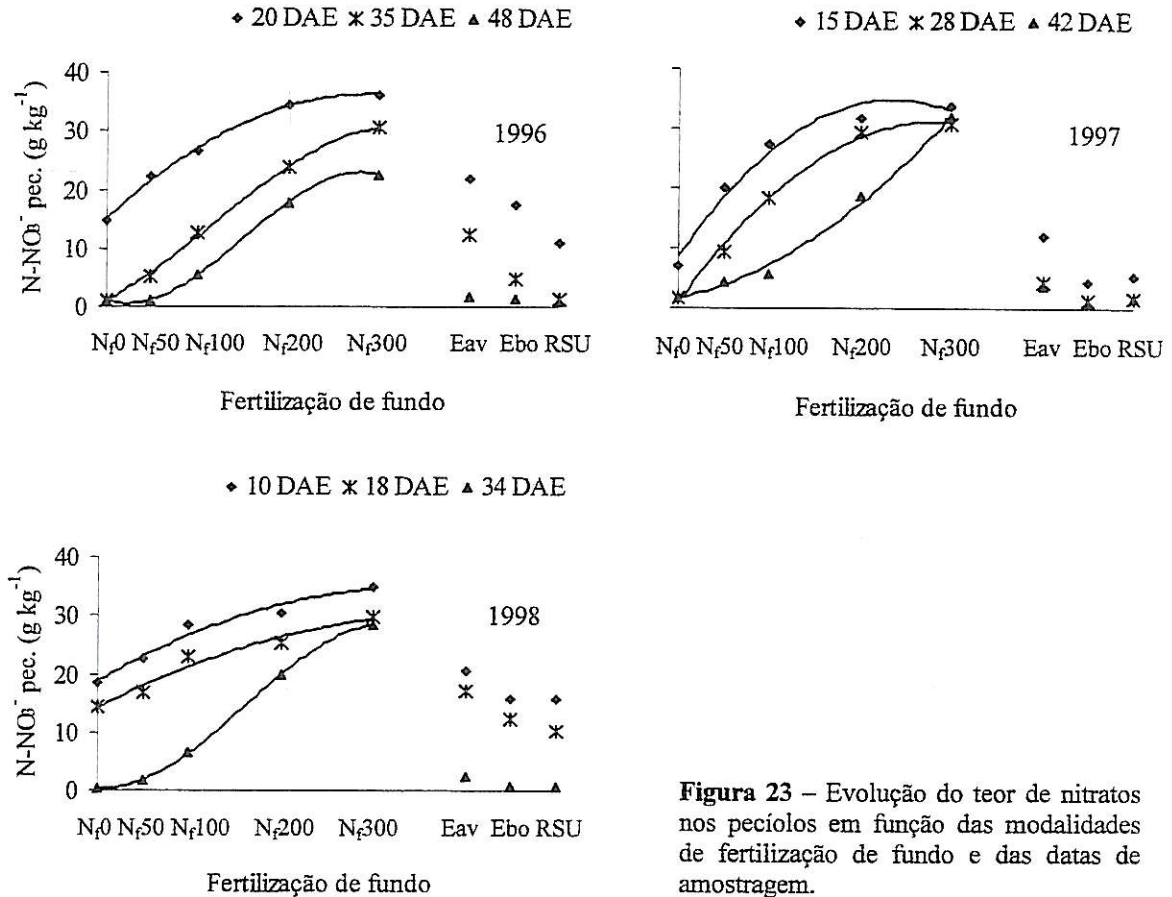 ◆ 20 DAE ж 35 DAE ▲ 48 DAE
N-NO3⁻ pec. (g kg⁻¹)
40
30
20
10
0
1996
Nf0 Nf50 Nf100 Nf200 Nf300 Eav Ebo RSU
Fertilização de fundo
◆ 15 DAE ж 28 DAE ▲ 42 DAE
1997
Nf0 Nf50 Nf100 Nf200 Nf300 Eav Ebo RSU
Fertilização de fundo
◆ 10 DAE ж 18 DAE ▲ 34 DAE
N-NO3⁻ pec. (g kg⁻¹)
40
30
20
10
0
1998
Nf0 Nf50 Nf100 Nf200 Nf300 Eav Ebo RSU
Fertilização de fundo
Figura 23 – Evolução do teor de nitratos
nos pecíolos em função das modalidades
de fertilização de fundo e das datas de
amostragem.